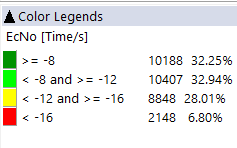 Color Legends
EcNo [Time/s]
>= -8 10188 32.25%
< -8 and >= -12 10407 32.94%
< -12 and >= -16 8848 28.01%
< -16 2148 6.80%